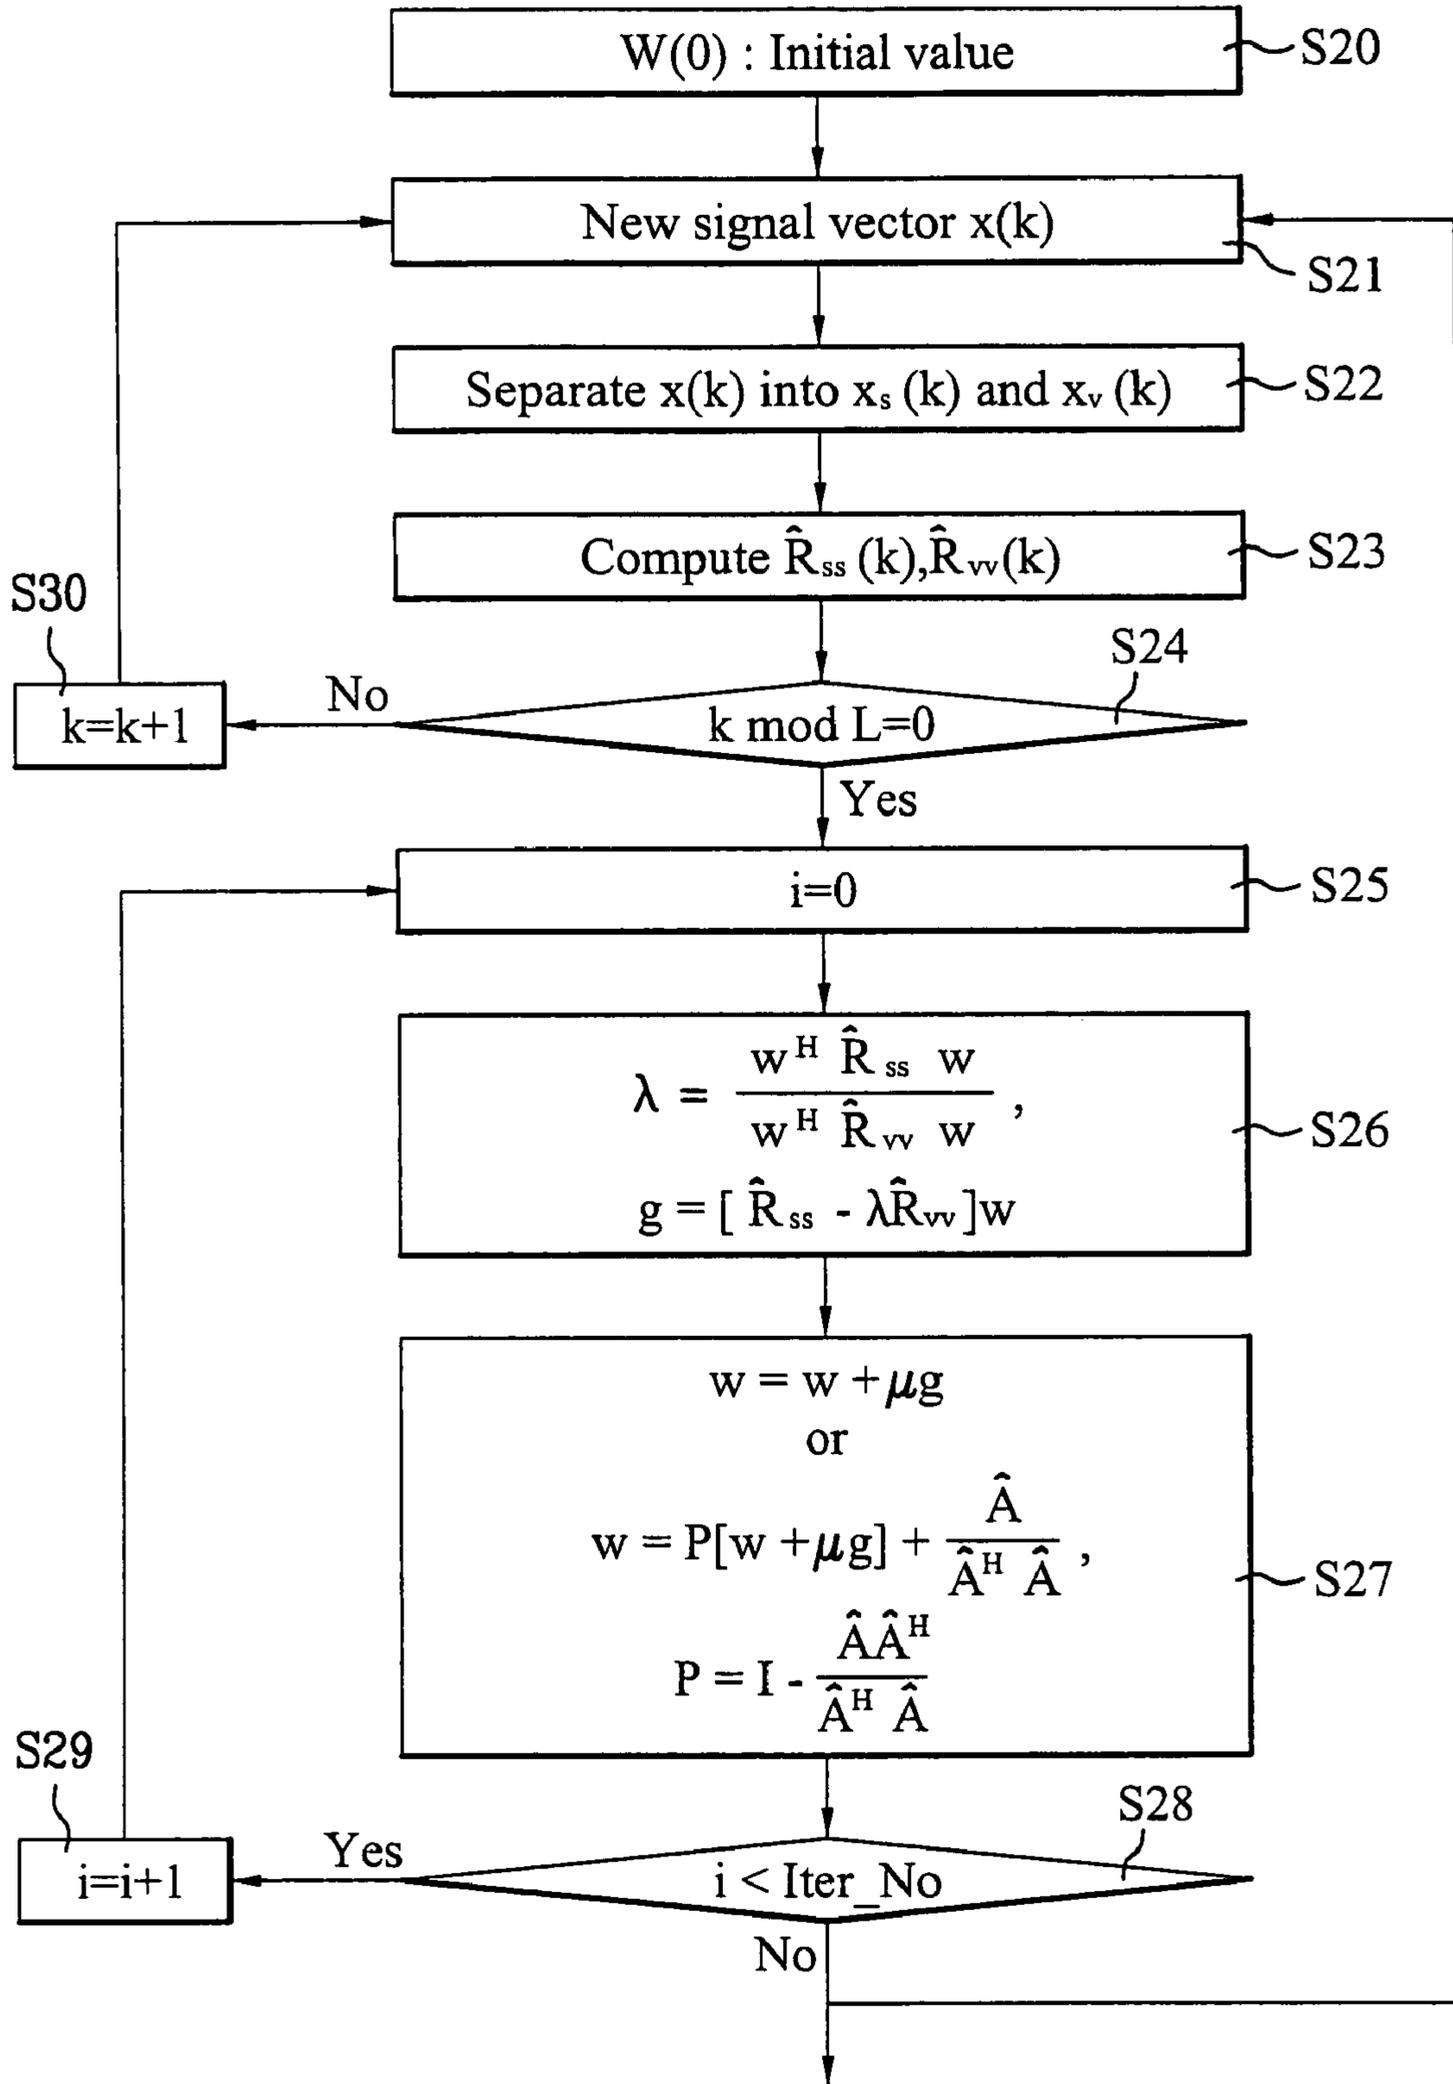 W(0) : Initial value
S20
New signal vector x(k)
S21
Separate x(k) into xₛ (k) and xᵥ (k)
S22
Compute R̂ss (k),R̂vv(k)
S23
S30
S24
k=k+1
No
k mod L=0
Yes
i=0
S25
λ = wᴴ R̂ss w / wᴴ R̂vv w ,
S26
g = [ R̂ss - λR̂vv ]w
w = w + μg
or
w = P[w + μg] + Â / Âᴴ Â ,
S27
P = I - ÂÂᴴ / Âᴴ Â
S29
S28
i=i+1
Yes
i < Iter_No
No